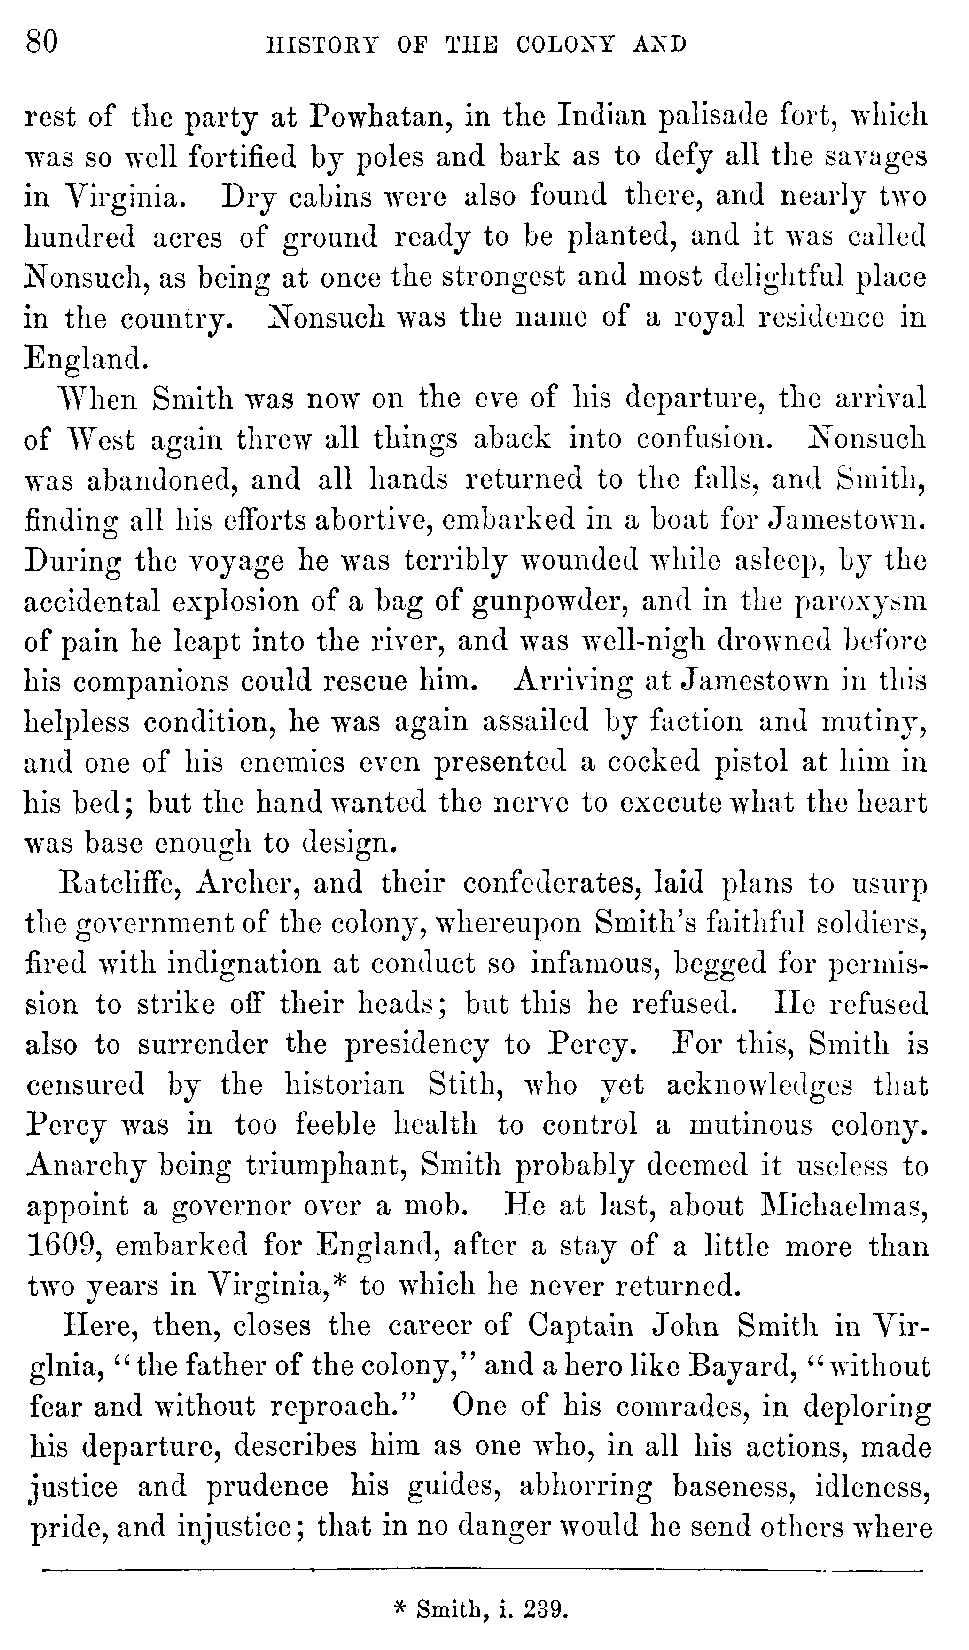 80 HISTORY OF THE COLONY AND
rest of the party at Powhatan, in the Indian palisade fort, which
was so well fortified by poles and bark as to defy all the savages
in Virginia. Dry cabins were also found there, and nearly two
hundred acres of ground ready to be planted, and it was called
Nonsuch, as being at once the strongest and most delightful place
in the country. Nonsuch was the name of a royal residence in
England.
When Smith was now on the eve of his departure, the arrival
of West again threw all things aback into confusion. Nonsuch
was abandoned, and all hands returned to the falls, and Smith,
finding all his efforts abortive, embarked in a boat for Jamestown.
During the voyage he was terribly wounded while asleep, by the
accidental explosion of a bag of gunpowder, and in the paroxysm
of pain he leapt into the river, and was well-nigh drowned before
his companions could rescue him. Arriving at Jamestown in this
helpless condition, he was again assailed by faction and mutiny,
and one of his enemies even presented a cocked pistol at him in
his bed; but the hand wanted the nerve to execute what the heart
was base enough to design.
Ratcliffe, Archer, and their confederates, laid plans to usurp
the government of the colony, whereupon Smith's faithful soldiers,
fired with indignation at conduct so infamous, begged for permis-
sion to strike off their heads; but this he refused. He refused
also to surrender the presidency to Percy. For this, Smith is
censured by the historian Stith, who yet acknowledges that
Percy was in too feeble health to control a mutinous colony.
Anarchy being triumphant, Smith probably deemed it useless to
appoint a governor over a mob. He at last, about Michaelmas,
1609, embarked for England, after a stay of a little more than
two years in Virginia,* to which he never returned.
Here, then, closes the career of Captain John Smith in Vir-
glnia, "the father of the colony," and a hero like Bayard, "without
fear and without reproach." One of his comrades, in deploring
his departure, describes him as one who, in all his actions, made
justice and prudence his guides, abhorring baseness, idleness,
pride, and injustice; that in no danger would he send others where
* Smith, i. 239.